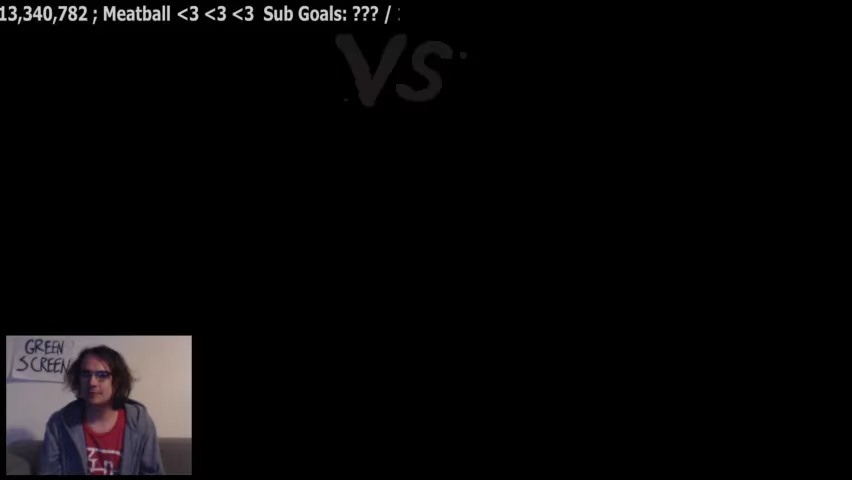 13,340,782 ; Meatball <3 <3 <3 Sub Goals: ??? /
VS
GREEN
SCREEN